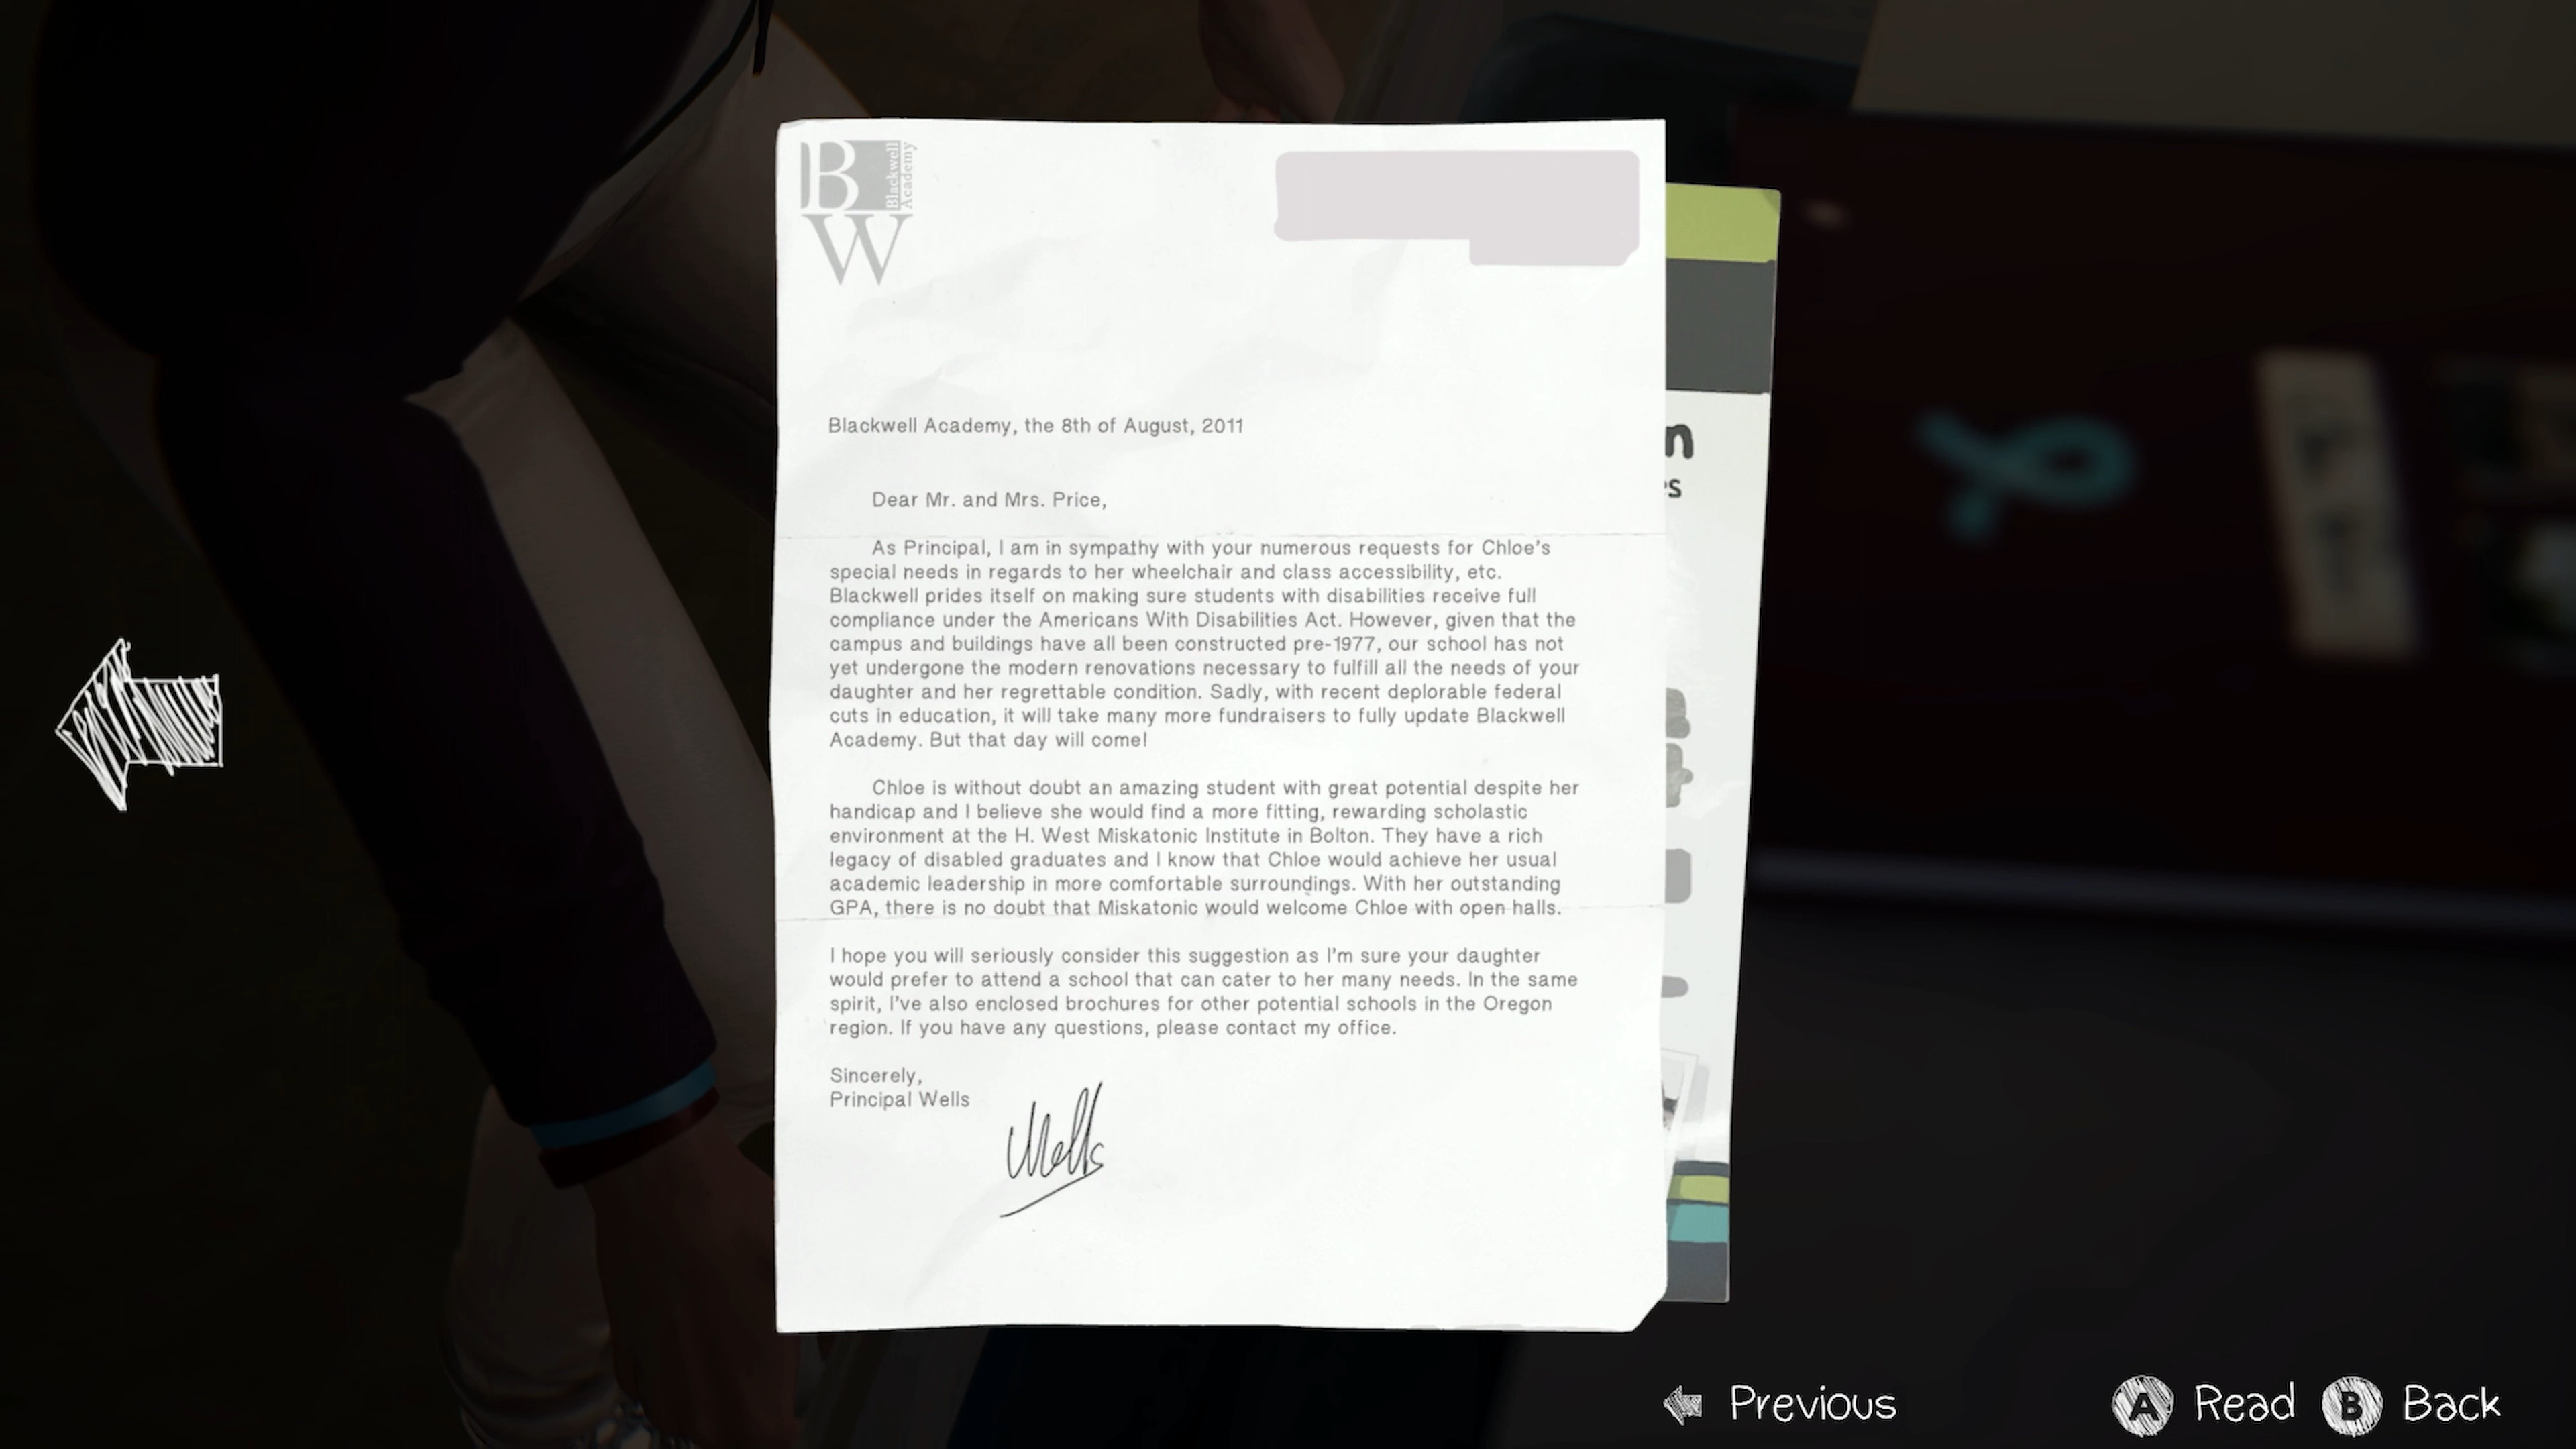 B
Blackwell
Academy
W
Blackwell Academy, the 8th of August, 2011
Dear Mr. and Mrs. Price,
As Principal, I am in sympathy with your numerous requests for Chloe's
special needs in regards to her wheelchair and class accessibility, etc.
Blackwell prides itself on making sure students with disabilities receive full
compliance under the Americans With Disabilities Act. However, given that the
campus and buildings have all been constructed pre-1977, our school has not
yet undergone the modern renovations necessary to fulfill all the needs of your
daughter and her regrettable condition. Sadly, with recent deplorable federal
cuts in education, it will take many more fundraisers to fully update Blackwell
Academy. But that day will come!
Chloe is without doubt an amazing student with great potential despite her
handicap and I believe she would find a more fitting, rewarding scholastic
environment at the H. West Miskatonic Institute in Bolton. They have a rich
legacy of disabled graduates and I know that Chloe would achieve her usual
academic leadership in more comfortable surroundings. With her outstanding
GPA, there is no doubt that Miskatonic would welcome Chloe with open halls.
I hope you will seriously consider this suggestion as I'm sure your daughter
would prefer to attend a school that can cater to her many needs. In the same
spirit, I've also enclosed brochures for other potential schools in the Oregon
region. If you have any questions, please contact my office.
Sincerely,
Principal Wells
Wells
n
s
Previous
A Read B Back